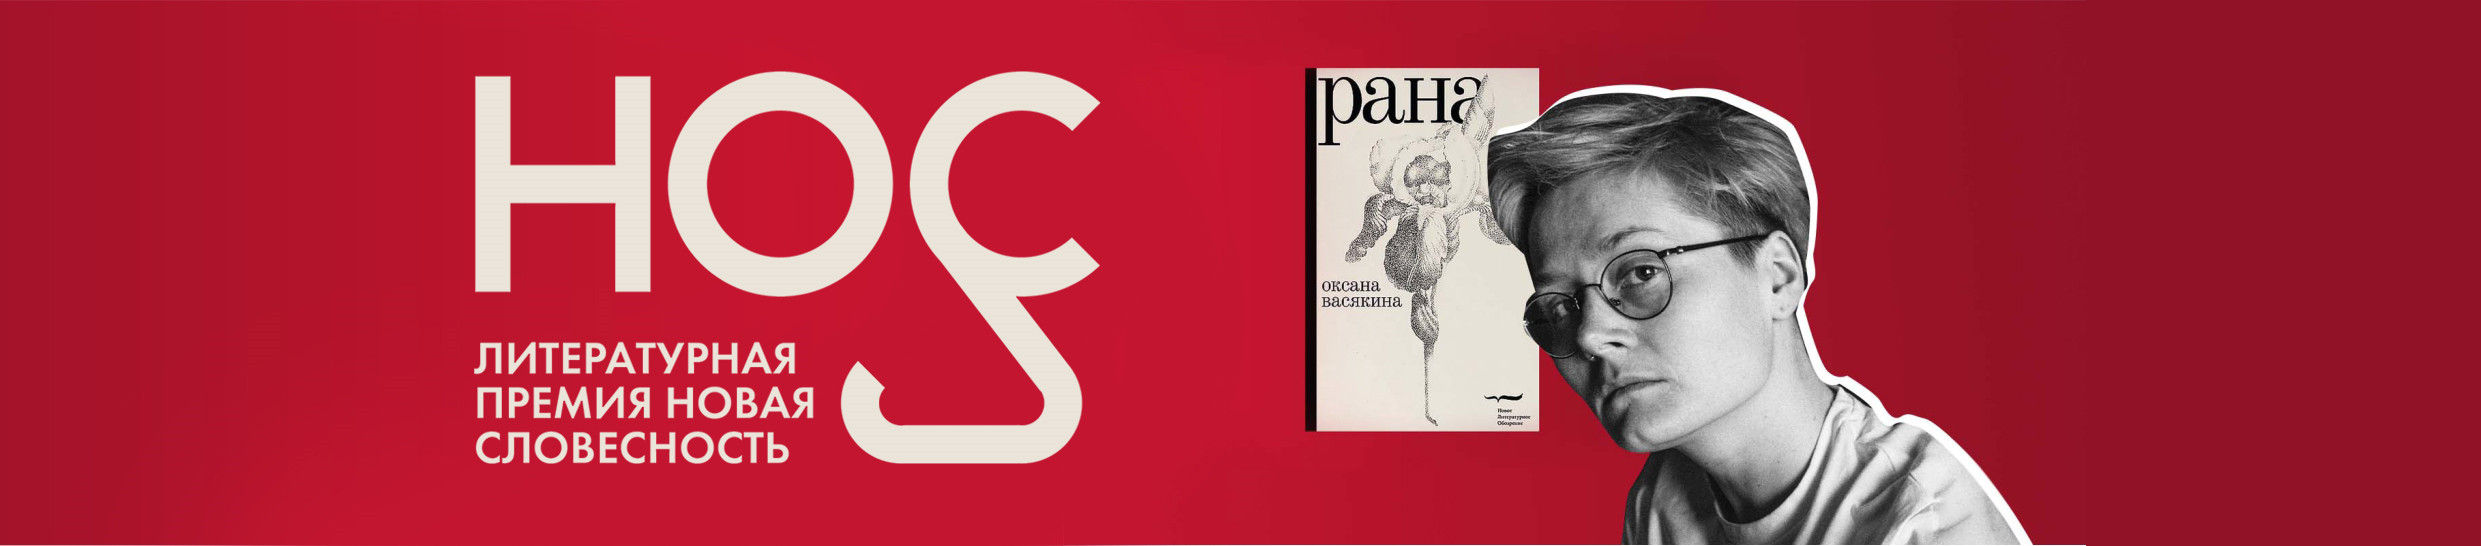 НОС
ЛИТЕРАТУРНАЯ
ПРЕМИЯ НОВАЯ
СЛОВЕСНОСТЬ
рана
оксана
васякина
Новое
Литературное
Обозрение